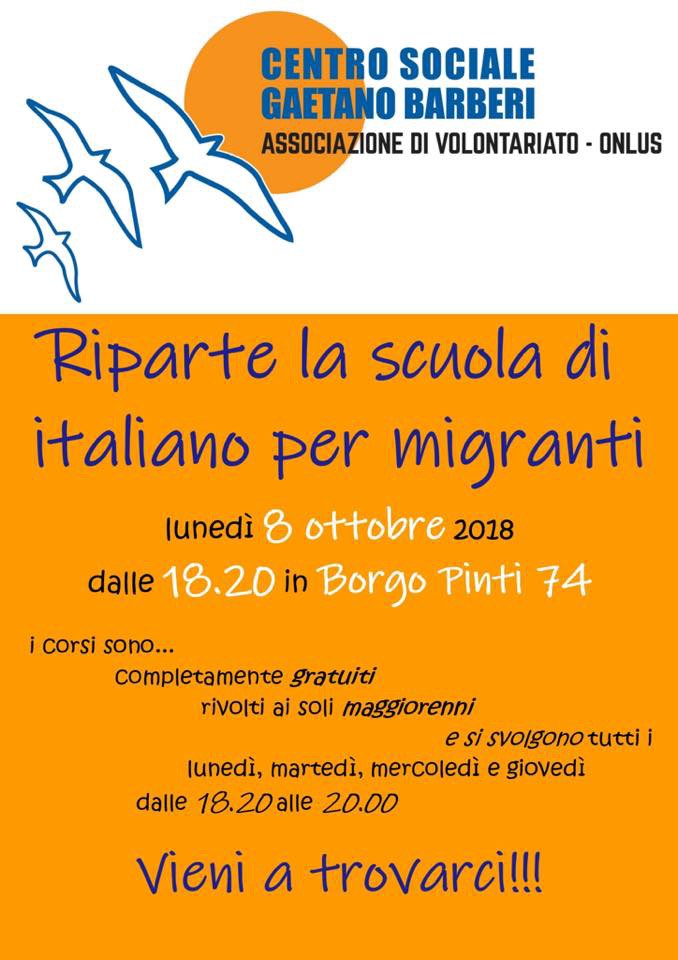 CENTRO SOCIALE
GAETANO BARBERI
ASSOCIAZIONE DI VOLONTARIATO - ONLUS
Riparte la scuola di
italiano per migranti
lunedì 8 ottobre 2018
dalle 18.20 in Borgo Pinti 74
i corsi sono...
completamente gratuiti
rivolti ai soli maggiorenni
e si svolgono tutti i
lunedì, martedì, mercoledì e giovedì
dalle 18.20 alle 20.00
Vieni a trovarci!!!